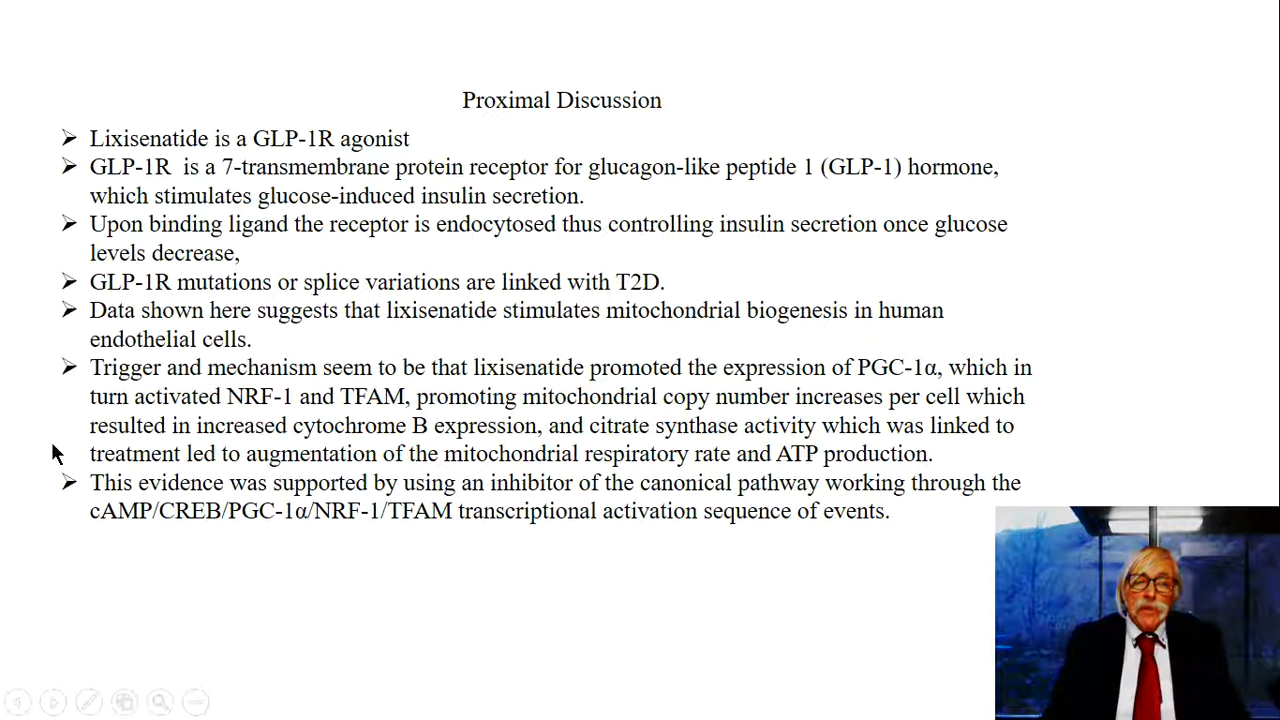 Proximal Discussion
➢ Lixisenatide is a GLP-1R agonist
➢ GLP-1R is a 7-transmembrane protein receptor for glucagon-like peptide 1 (GLP-1) hormone,
which stimulates glucose-induced insulin secretion.
➢ Upon binding ligand the receptor is endocytosed thus controlling insulin secretion once glucose
levels decrease,
➢ GLP-1R mutations or splice variations are linked with T2D.
➢ Data shown here suggests that lixisenatide stimulates mitochondrial biogenesis in human
endothelial cells.
➢ Trigger and mechanism seem to be that lixisenatide promoted the expression of PGC-1α, which in
turn activated NRF-1 and TFAM, promoting mitochondrial copy number increases per cell which
resulted in increased cytochrome B expression, and citrate synthase activity which was linked to
treatment led to augmentation of the mitochondrial respiratory rate and ATP production.
➢ This evidence was supported by using an inhibitor of the canonical pathway working through the
cAMP/CREB/PGC-1α/NRF-1/TFAM transcriptional activation sequence of events.